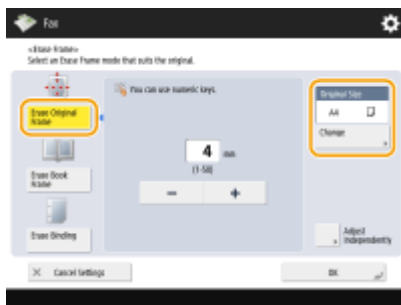 Fax
<Erase Frame>
Select an Erase Frame mode that suits the original.
Erase Original
Frame
You can use numeric keys.
Original Size
A4
Change
4 mm
(1-50)
Erase Book
Frame
− +
Erase Binding
Adjust
Independently
× Cancel Settings
OK